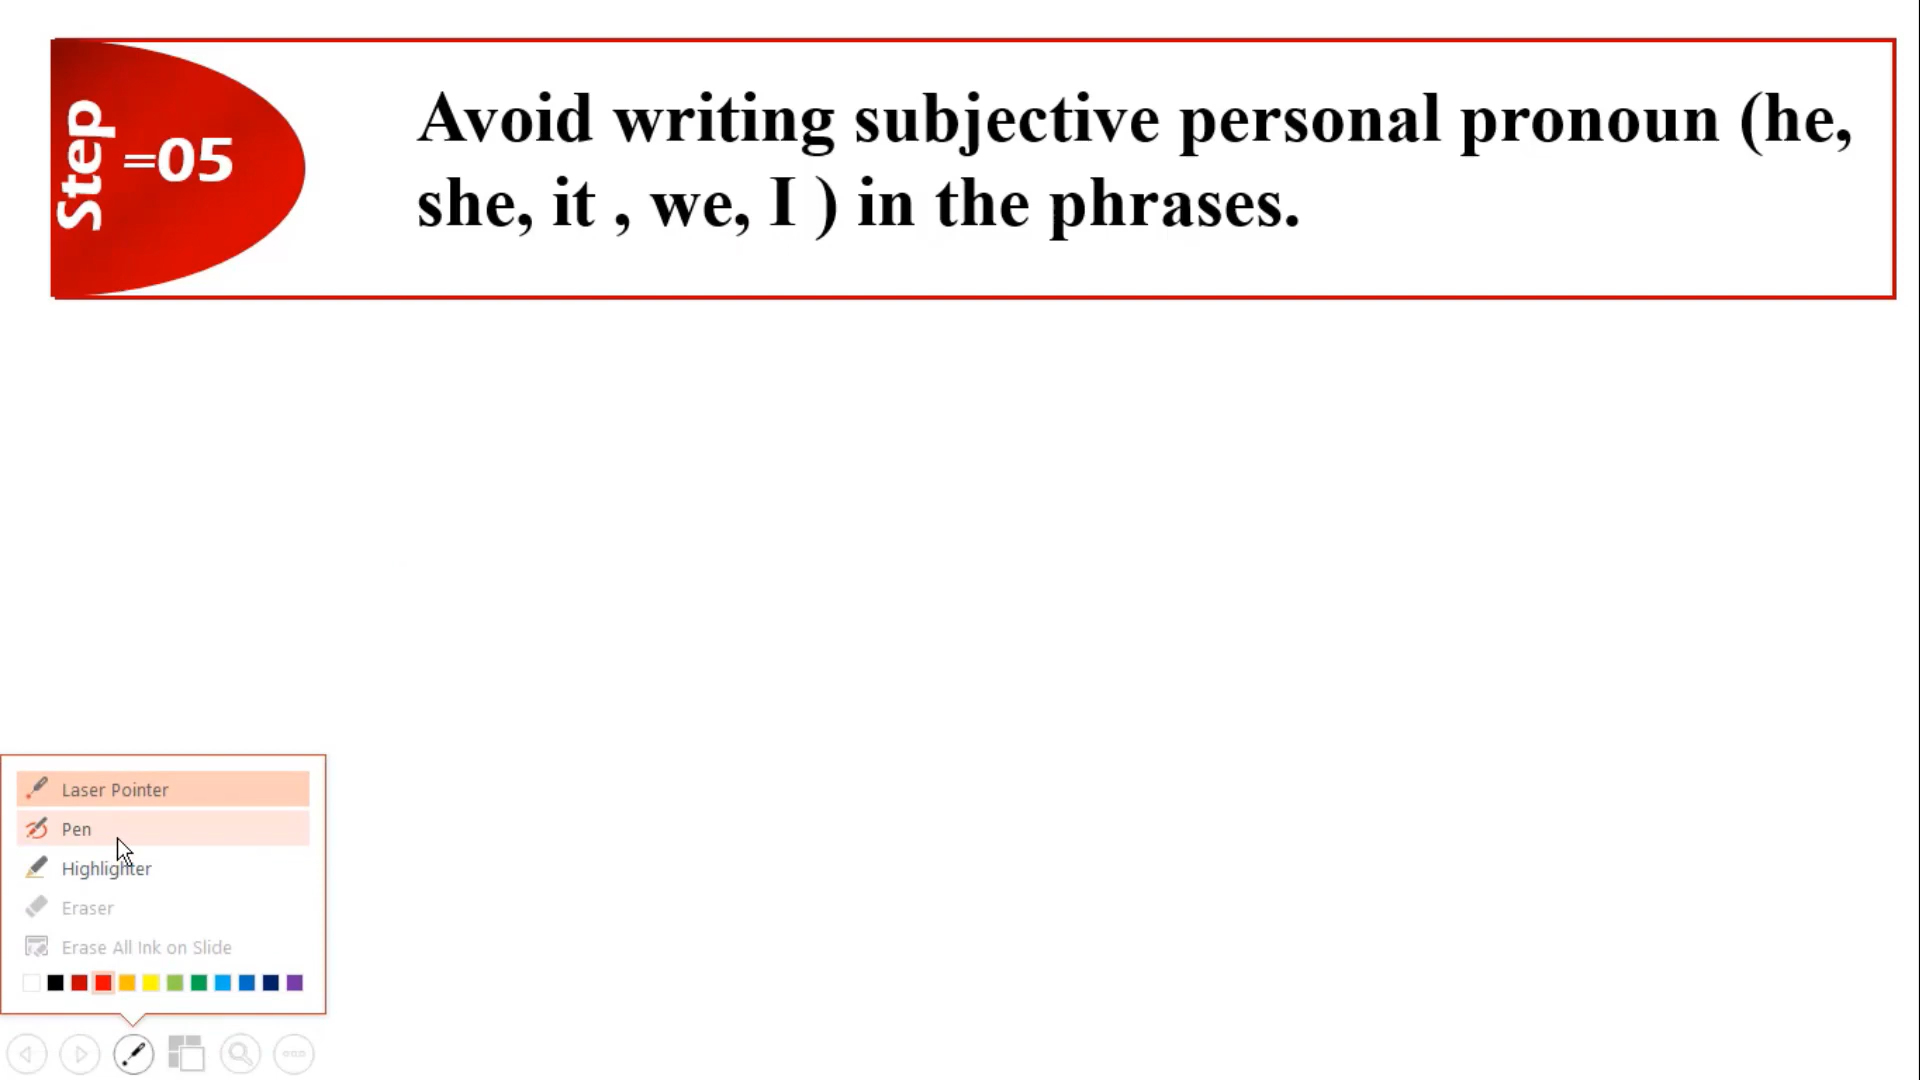 Step
=05
Avoid writing subjective personal pronoun (he,
she, it , we, I ) in the phrases.
Laser Pointer
Pen
Highlighter
Eraser
Erase All Ink on Slide